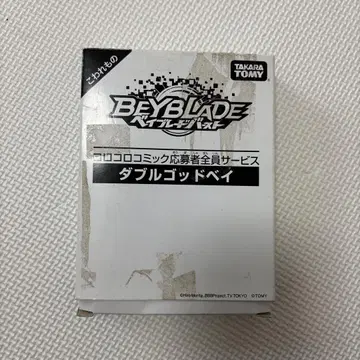 こわれもの
TAKARA
TOMY
BEYBLADE
ベイブレードバースト
コロコロコミック応募者全員サービス
ダブルゴッドベイ